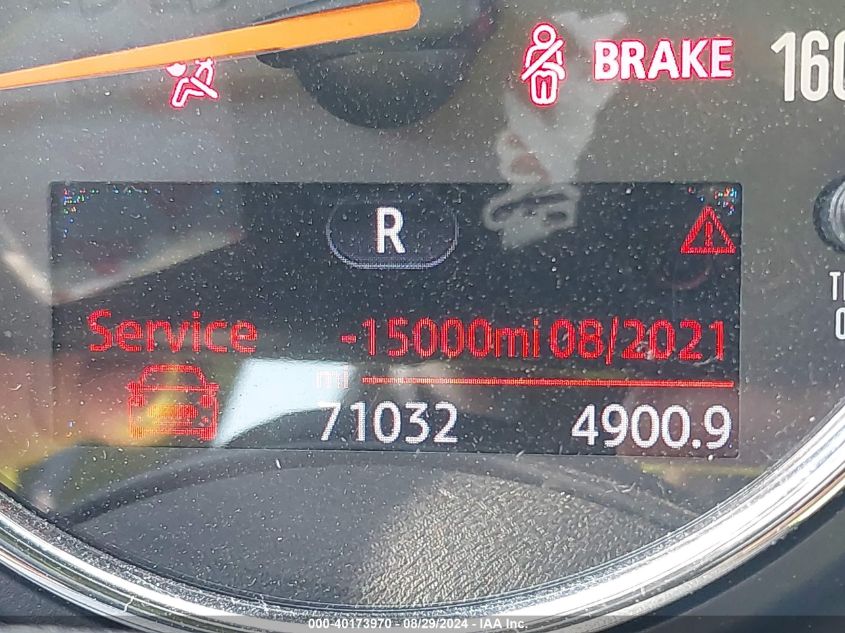 BRAKE 160
R
Service -15000mi 08/2021
mi
71032 4900.9
000-40173970 - 08/29/2024 - IAA Inc.